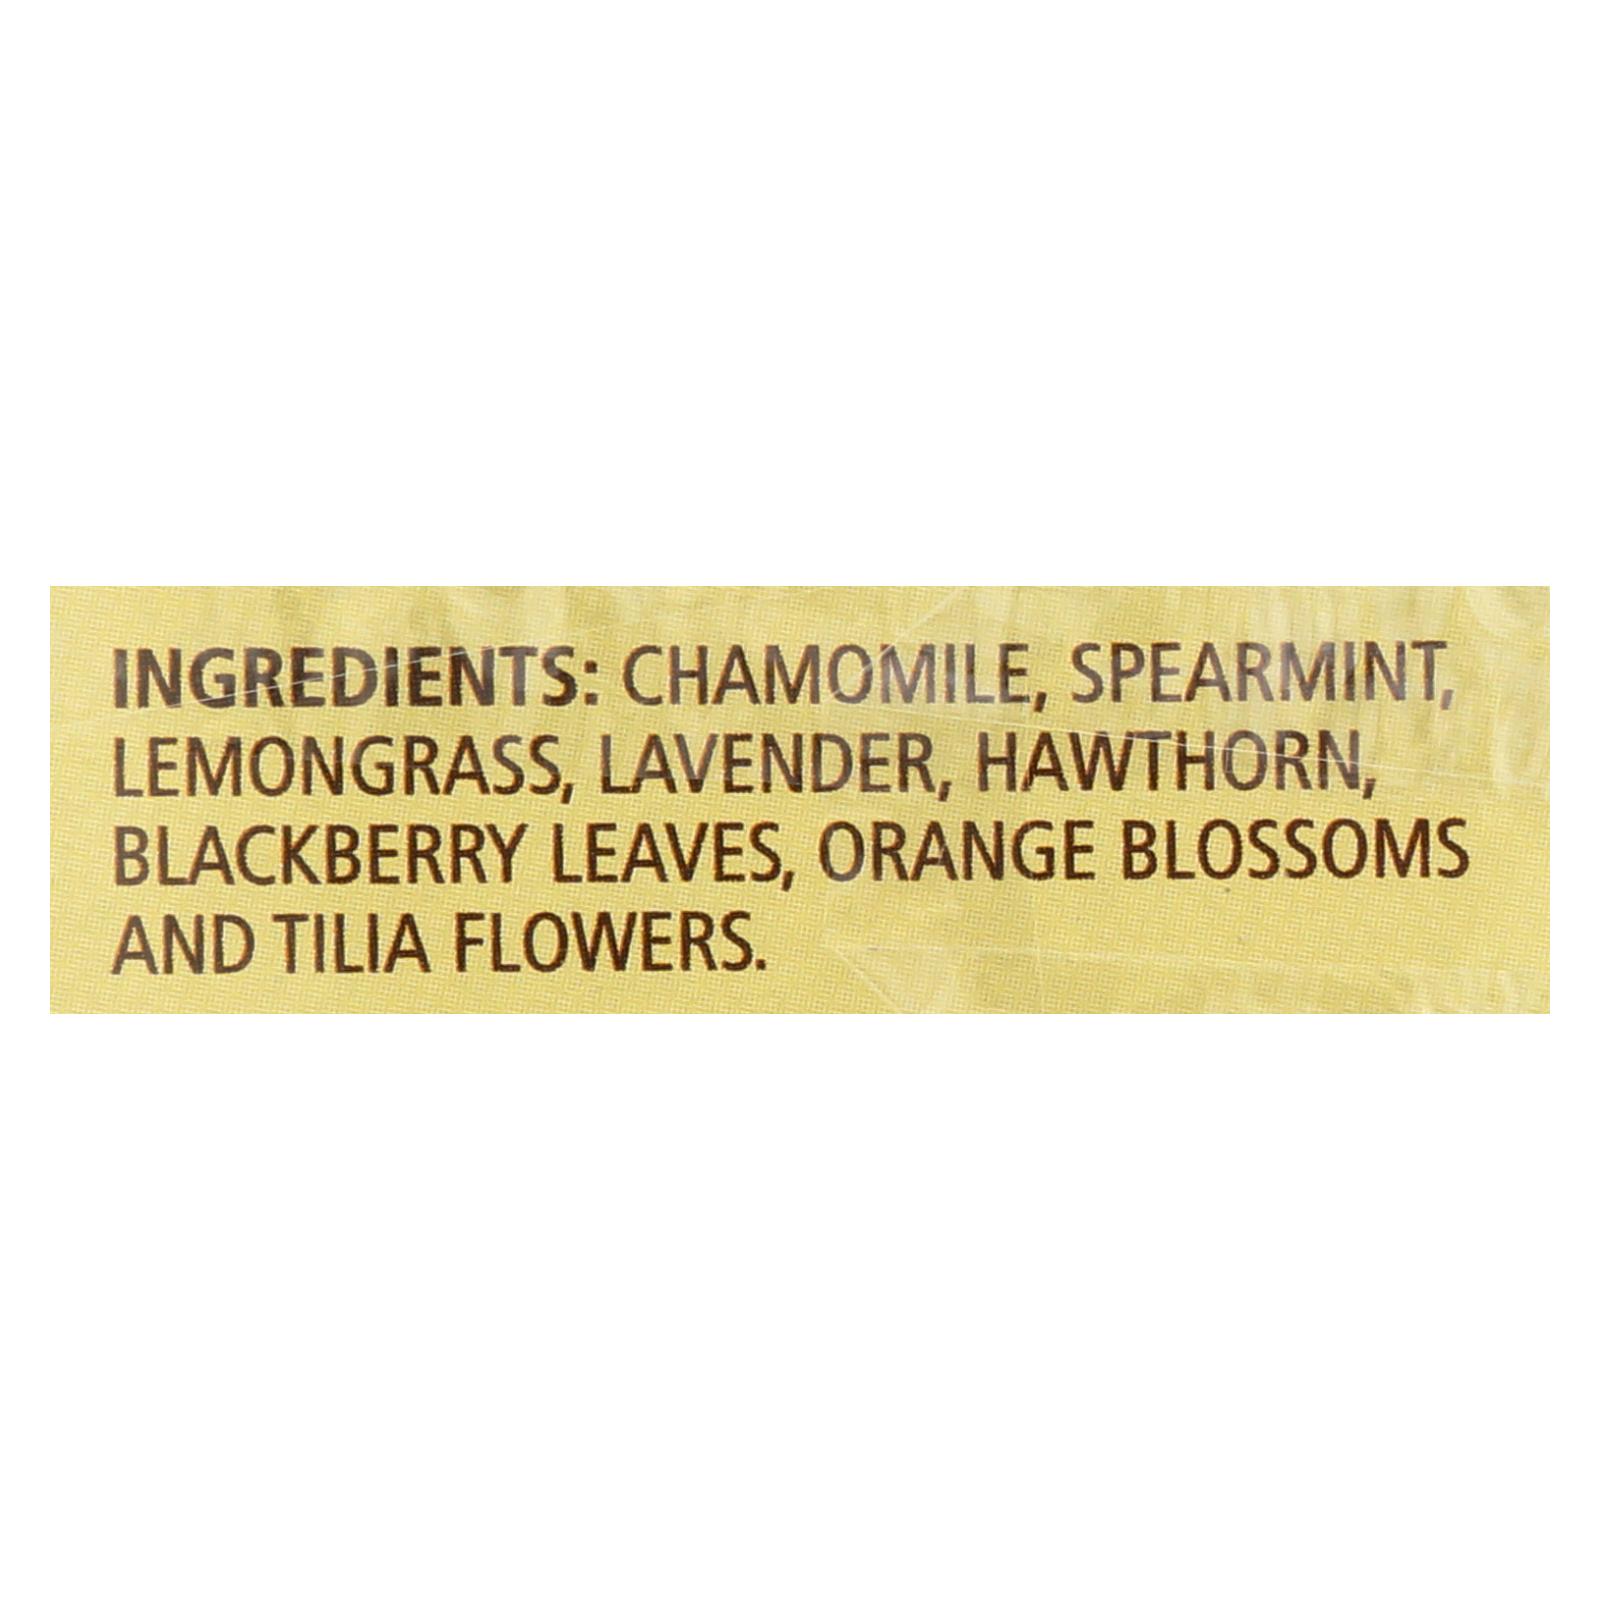 INGREDIENTS: CHAMOMILE, SPEARMINT,
LEMONGRASS, LAVENDER, HAWTHORN,
BLACKBERRY LEAVES, ORANGE BLOSSOMS
AND TILIA FLOWERS.